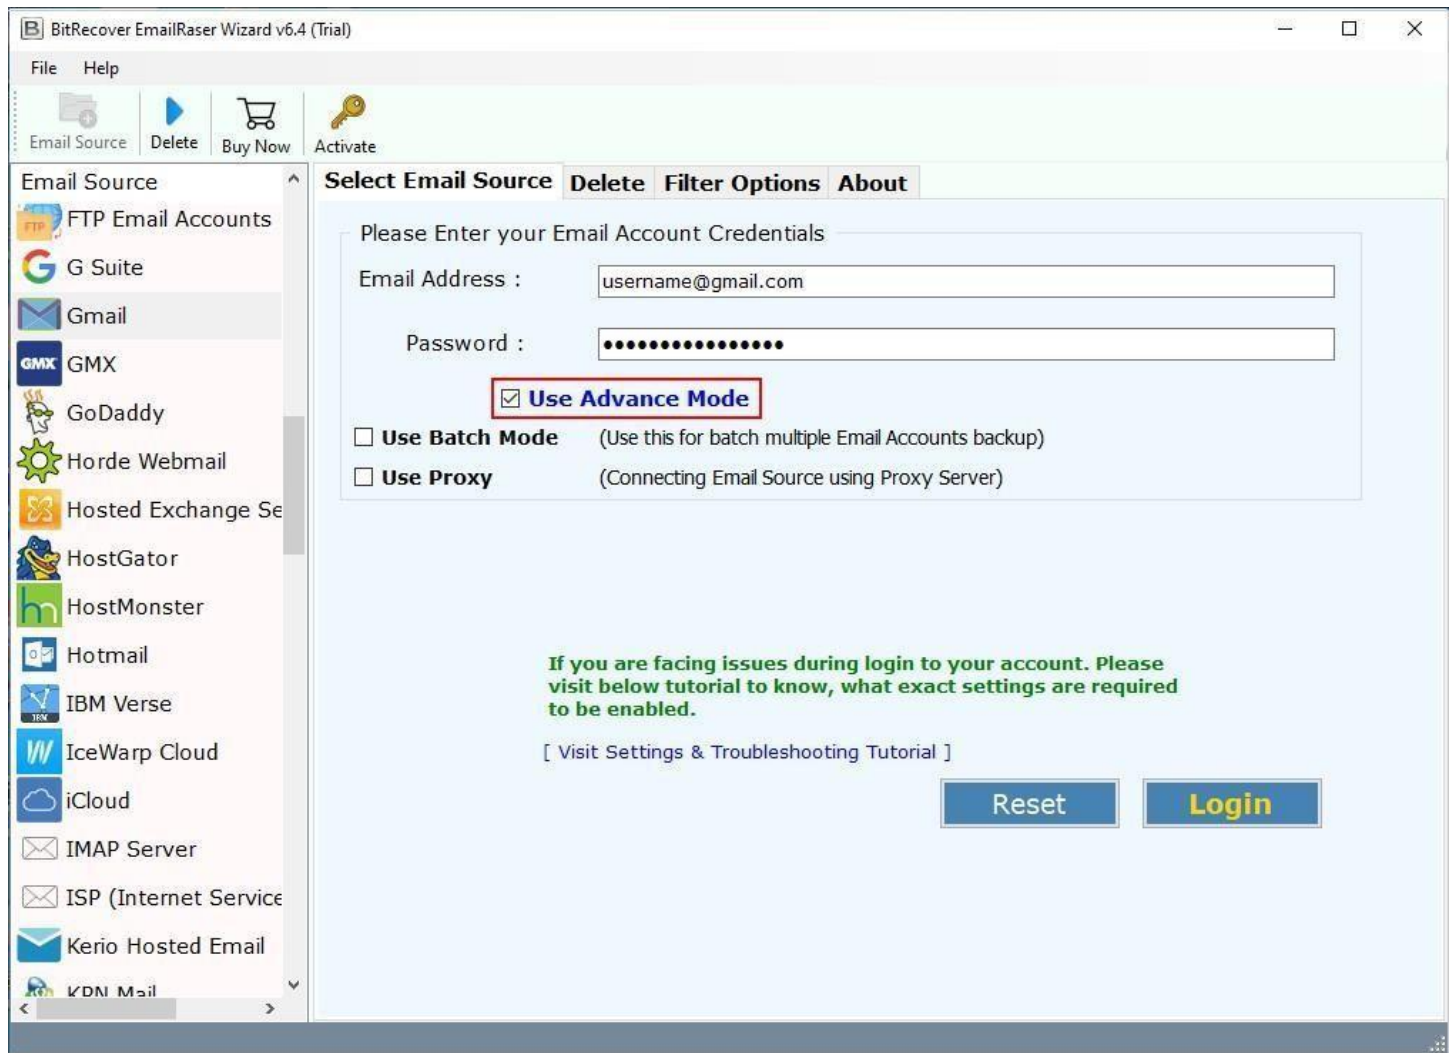 BitRecover EmailRaser Wizard v6.4 (Trial)
File Help
Email Source Delete Buy Now Activate
Email Source
FTP
FTP Email Accounts
G Suite
Gmail
GMX GMX
GoDaddy
Horde Webmail
Hosted Exchange Se
HostGator
HostMonster
Hotmail
IBM Verse
IceWarp Cloud
iCloud
IMAP Server
ISP (Internet Service
Kerio Hosted Email
KPN Mail
Select Email Source Delete Filter Options About
Please Enter your Email Account Credentials
Email Address : username@gmail.com
Password : ●●●●●●●●●●●●●●●●
Use Advance Mode
Use Batch Mode (Use this for batch multiple Email Accounts backup)
Use Proxy (Connecting Email Source using Proxy Server)
If you are facing issues during login to your account. Please
visit below tutorial to know, what exact settings are required
to be enabled.
[ Visit Settings & Troubleshooting Tutorial ]
Reset Login